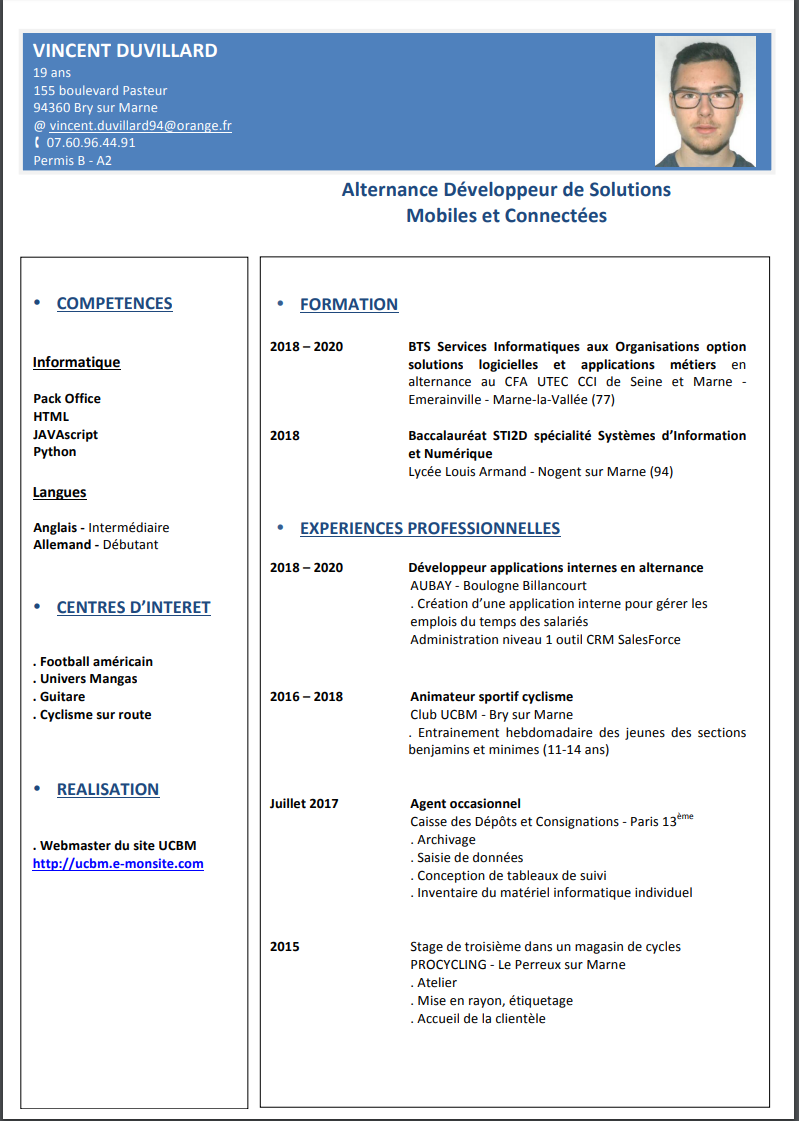 VINCENT DUVILLARD
19 ans
155 boulevard Pasteur
94360 Bry sur Marne
@ vincent.duvillard94@orange.fr
07.60.96.44.91
Permis B - A2
Alternance Développeur de Solutions
Mobiles et Connectées
• COMPETENCES
Informatique
Pack Office
HTML
JAVAscript
Python
Langues
Anglais - Intermédiaire
Allemand - Débutant
• CENTRES D’INTERET
. Football américain
. Univers Mangas
. Guitare
. Cyclisme sur route
• REALISATION
. Webmaster du site UCBM
http://ucbm.e-monsite.com
• FORMATION
2018 – 2020 BTS Services Informatiques aux Organisations option
solutions logicielles et applications métiers en
alternance au CFA UTEC CCI de Seine et Marne -
Emerainville - Marne-la-Vallée (77)
2018 Baccalauréat STI2D spécialité Systèmes d’Information
et Numérique
Lycée Louis Armand - Nogent sur Marne (94)
• EXPERIENCES PROFESSIONNELLES
2018 – 2020 Développeur applications internes en alternance
AUBAY - Boulogne Billancourt
. Création d’une application interne pour gérer les
emplois du temps des salariés
Administration niveau 1 outil CRM SalesForce
2016 – 2018 Animateur sportif cyclisme
Club UCBM - Bry sur Marne
. Entrainement hebdomadaire des jeunes des sections
benjamins et minimes (11-14 ans)
Juillet 2017 Agent occasionnel
Caisse des Dépôts et Consignations - Paris 13ème
. Archivage
. Saisie de données
. Conception de tableaux de suivi
. Inventaire du matériel informatique individuel
2015 Stage de troisième dans un magasin de cycles
PROCYCLING - Le Perreux sur Marne
. Atelier
. Mise en rayon, étiquetage
. Accueil de la clientèle